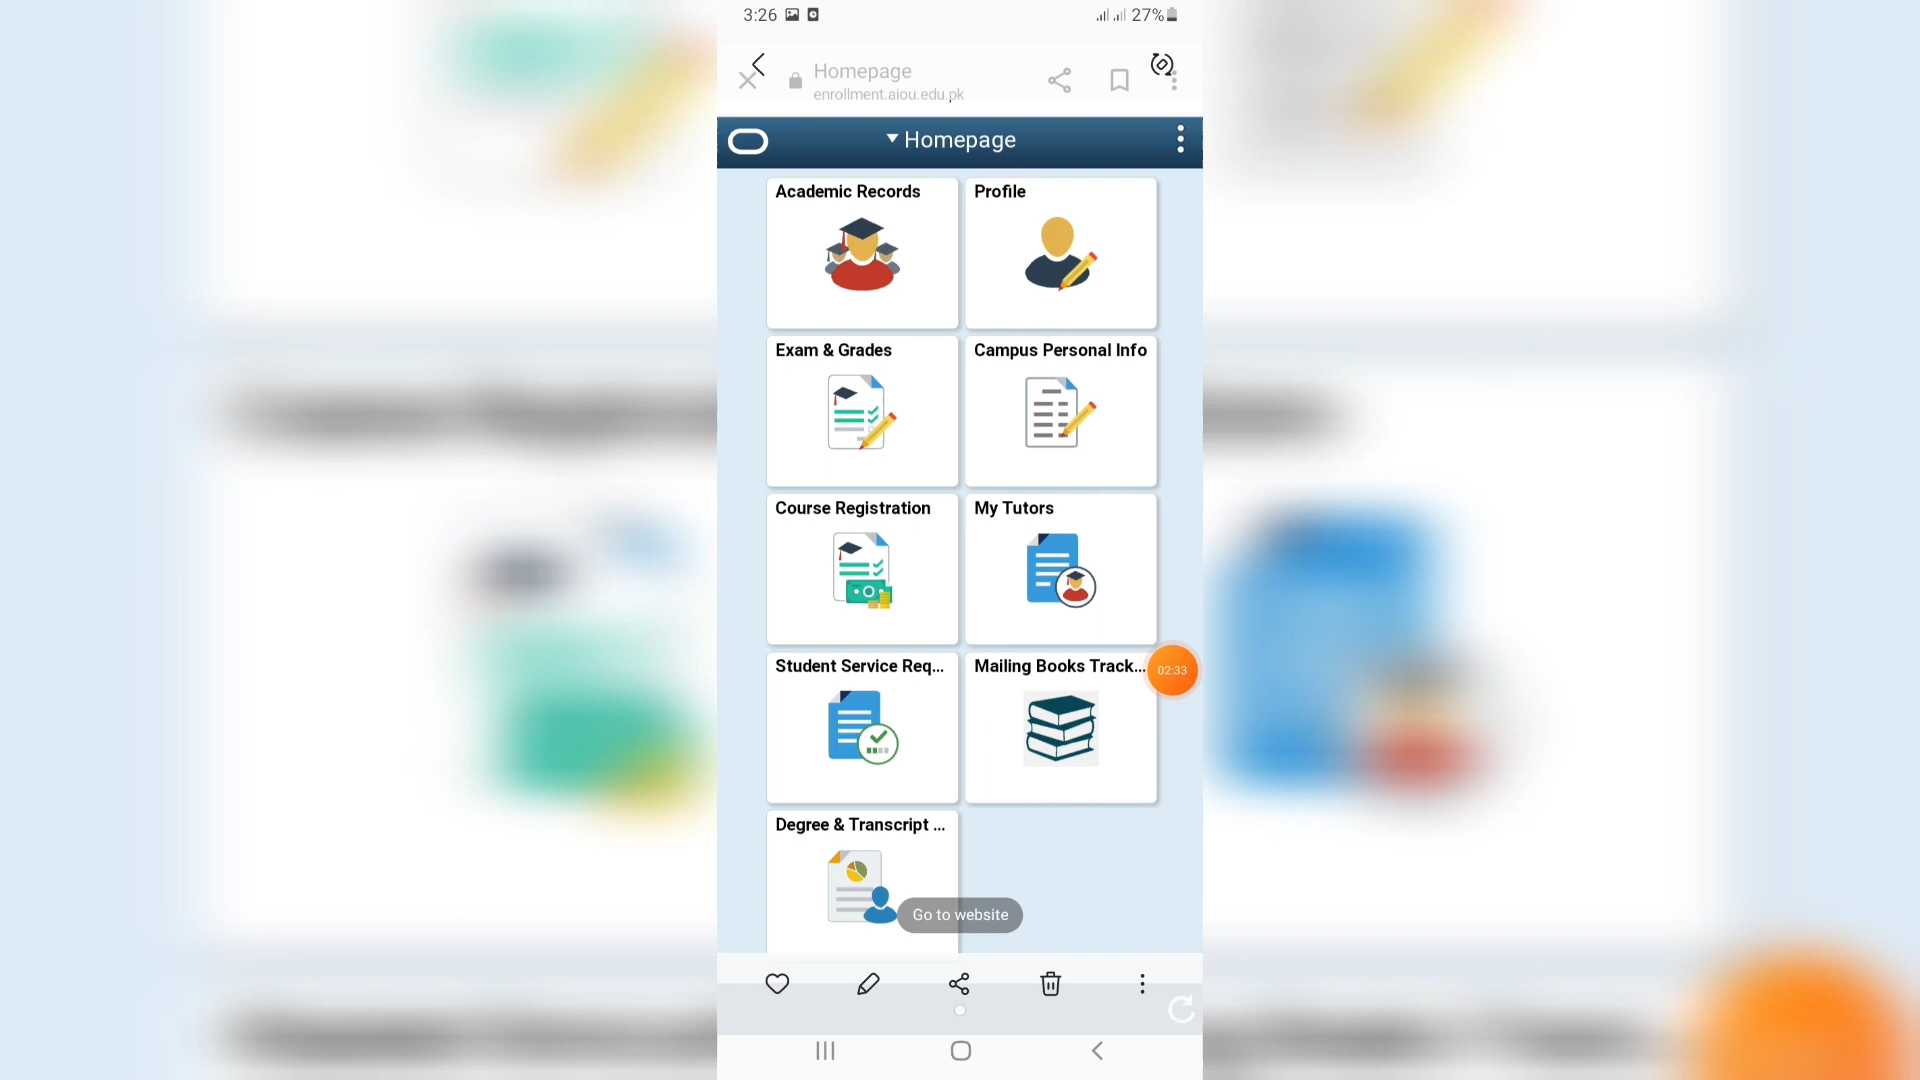 3:26
27%
Homepage
enrollment.aiou.edu.pk
Homepage
Academic Records
Profile
Exam & Grades
Campus Personal Info
Course Registration
My Tutors
Student Service Req...
Mailing Books Track...
02:33
Degree & Transcript ...
Go to website